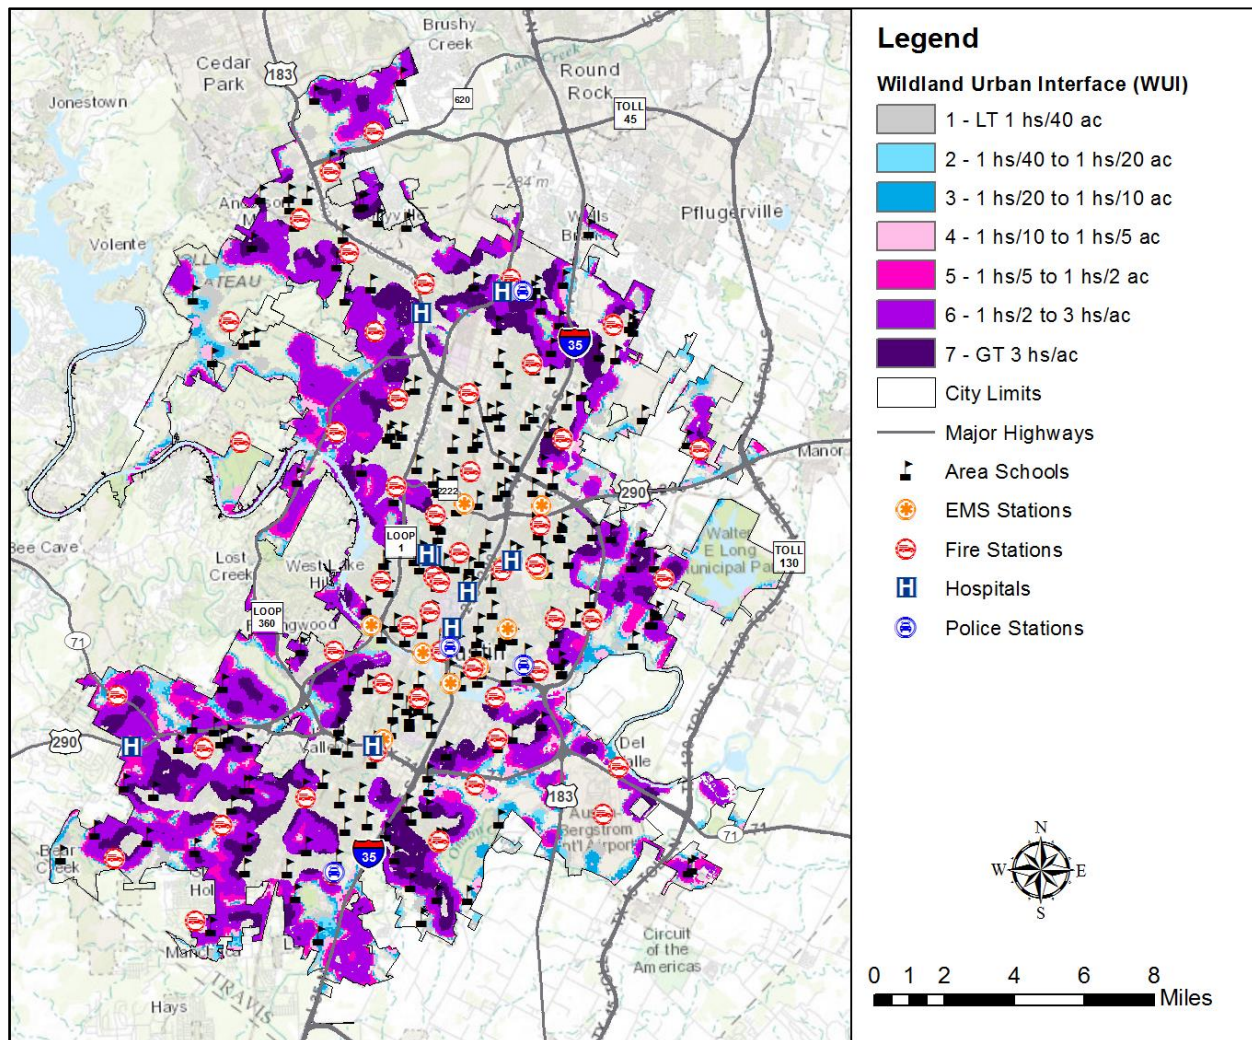 Legend
Wildland Urban Interface (WUI)
1 - LT 1 hs/40 ac
2 - 1 hs/40 to 1 hs/20 ac
3 - 1 hs/20 to 1 hs/10 ac
4 - 1 hs/10 to 1 hs/5 ac
5 - 1 hs/5 to 1 hs/2 ac
6 - 1 hs/2 to 3 hs/ac
7 - GT 3 hs/ac
City Limits
Major Highways
Area Schools
EMS Stations
Fire Stations
H Hospitals
Police Stations
N
W E
S
0 1 2 4 6 8
Miles
Brushy
Creek
Cedar
Park
183
Jonestown
620
Round
Rock
TOLL
45
284 m
Pflugerville
Volente
35
Manor
290
2222
LOOP
1
Bee Cave
Lost
Creek
LOOP
360
71
Walter
E Long
TOLL
130
H
290
Del
183
71
35
Bear
Creek
Circuit
of the
Americas
TRAVIS
Hays